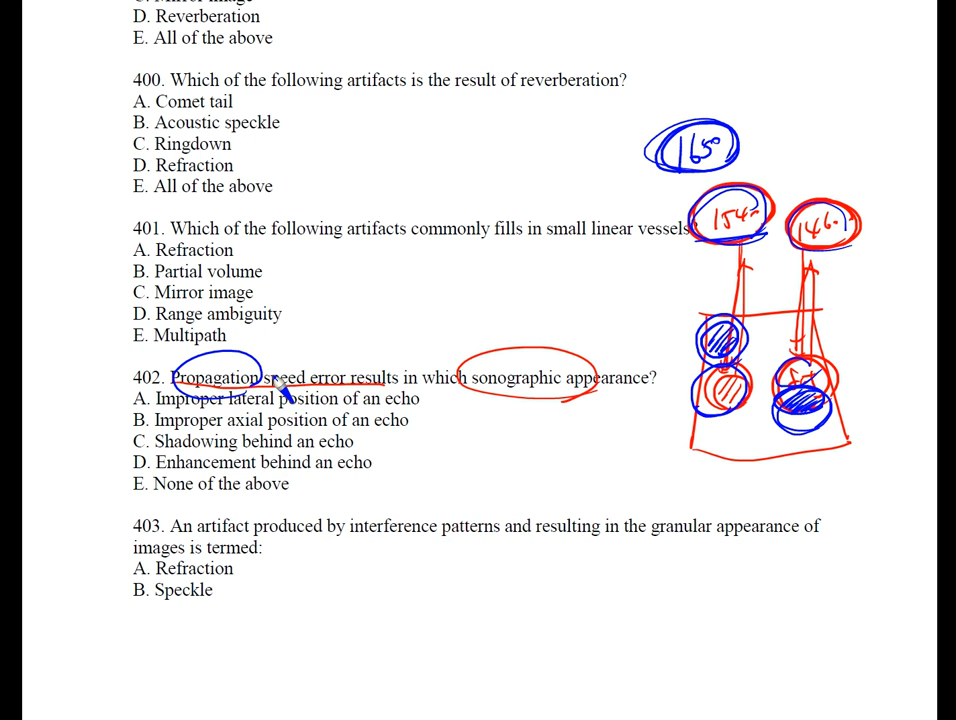 D. Reverberation
E. All of the above
400. Which of the following artifacts is the result of reverberation?
A. Comet tail
B. Acoustic speckle
C. Ringdown
D. Refraction
E. All of the above
1650
401. Which of the following artifacts commonly fills in small linear vessels
1540
1460
A. Refraction
B. Partial volume
C. Mirror image
D. Range ambiguity
E. Multipath
402. Propagation speed error results in which sonographic appearance?
A. Improper lateral position of an echo
B. Improper axial position of an echo
C. Shadowing behind an echo
D. Enhancement behind an echo
E. None of the above
403. An artifact produced by interference patterns and resulting in the granular appearance of
images is termed:
A. Refraction
B. Speckle